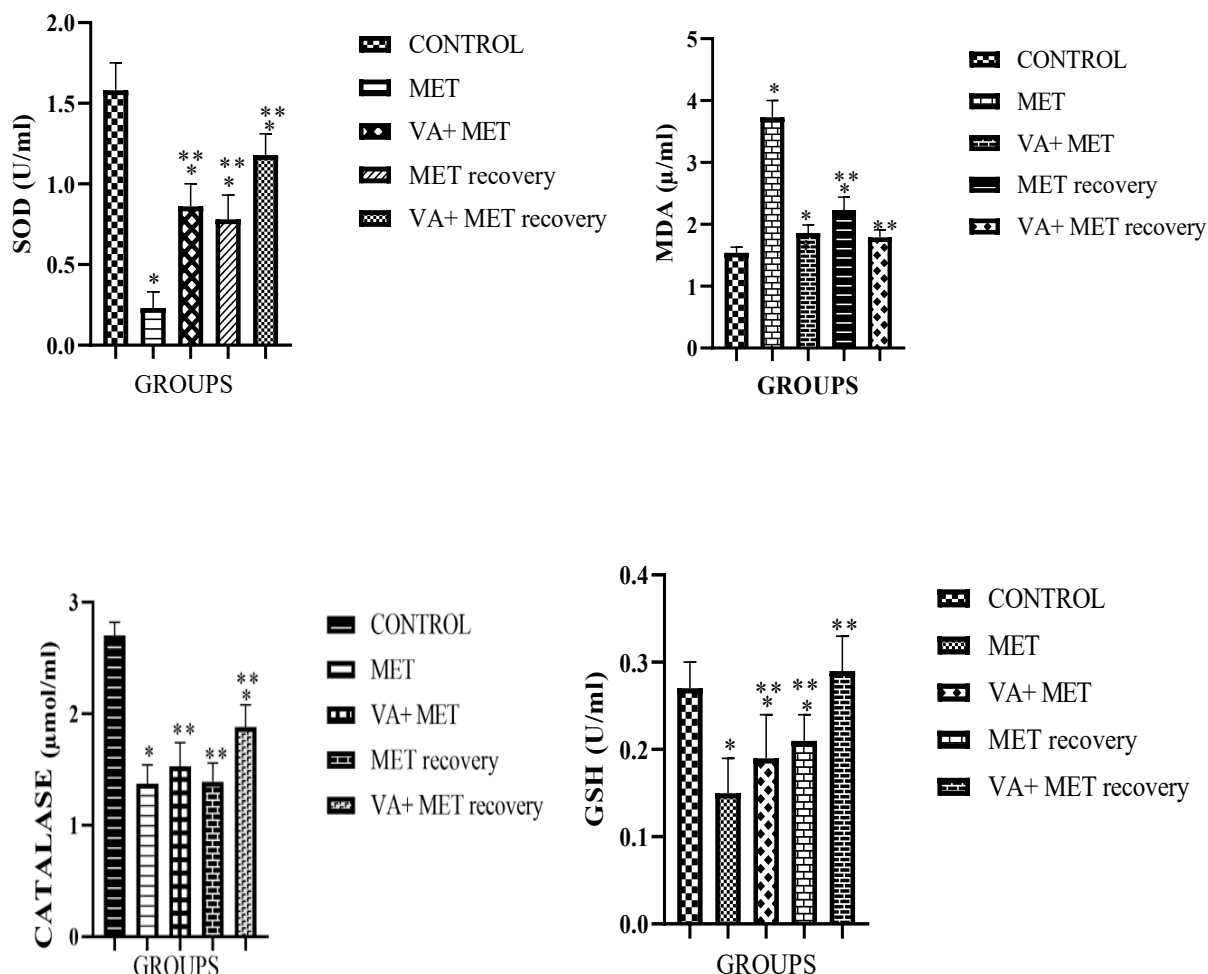 SOD (U/ml)
2.0
1.5
1.0
0.5
0.0
*
**
*
**
*
**
*
GROUPS
CONTROL
MET
VA+ MET
MET recovery
VA+ MET recovery
MDA (µ/ml)
5
4
3
2
1
0
*
*
**
*
**
GROUPS
CONTROL
MET
VA+ MET
MET recovery
VA+ MET recovery
CATALASE (µmol/ml)
3
2
1
0
*
**
**
**
*
GROUPS
CONTROL
MET
VA+ MET
MET recovery
VA+ MET recovery
GSH (U/ml)
0.4
0.3
0.2
0.1
0.0
*
**
*
**
*
**
GROUPS
CONTROL
MET
VA+ MET
MET recovery
VA+ MET recovery